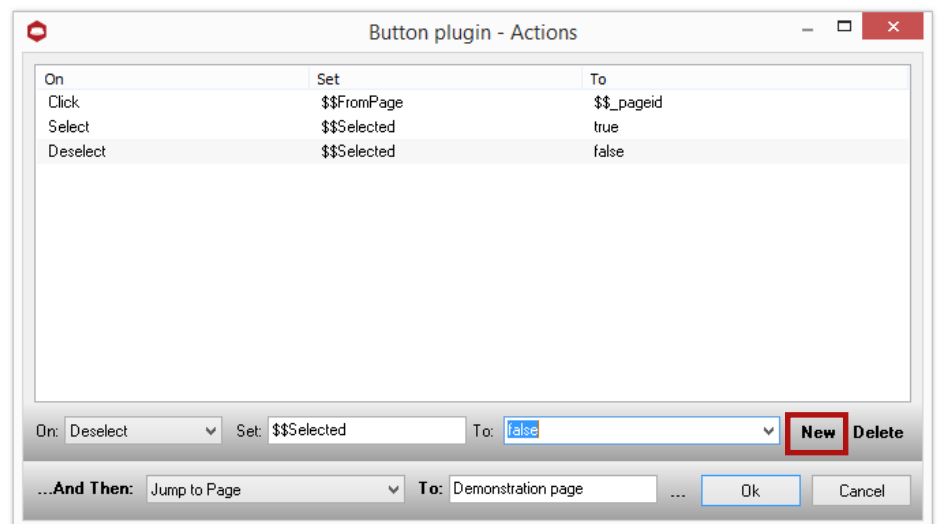 Button plugin - Actions
On Set To
Click $$FromPage $$_pageid
Select $$Selected true
Deselect $$Selected false
On: Deselect Set: $$Selected To: false New Delete
...And Then: Jump to Page To: Demonstration page ... Ok Cancel